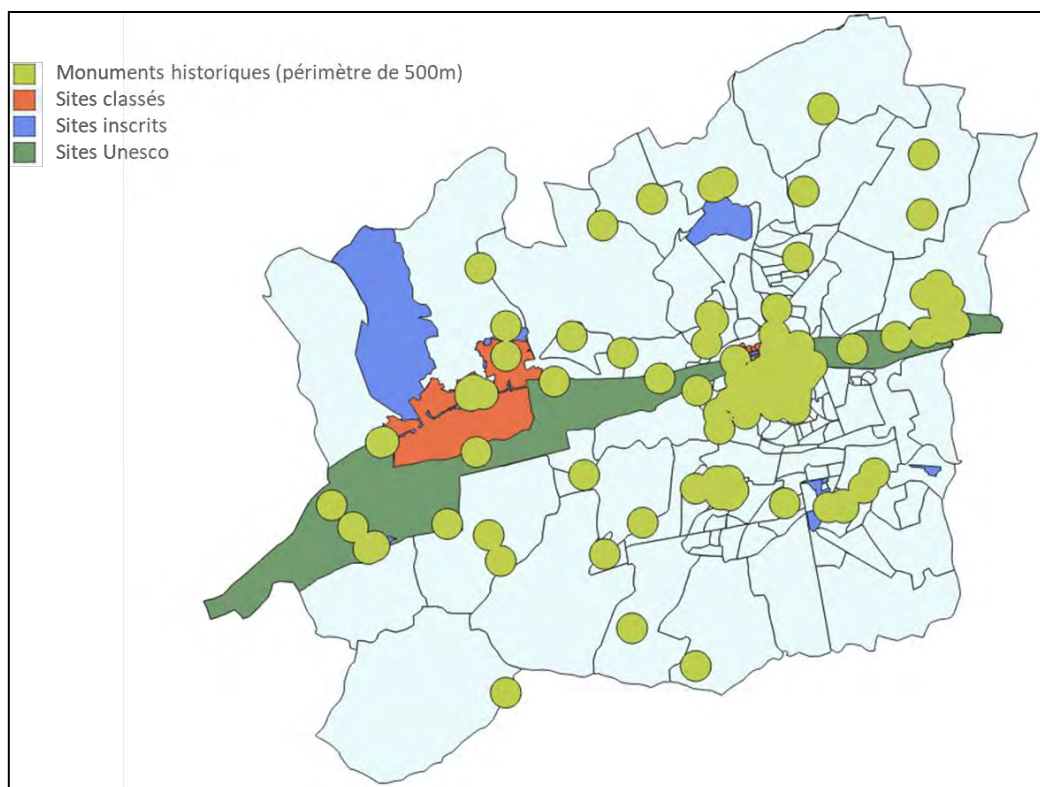 Monuments historiques (périmètre de 500m)
Sites classés
Sites inscrits
Sites Unesco